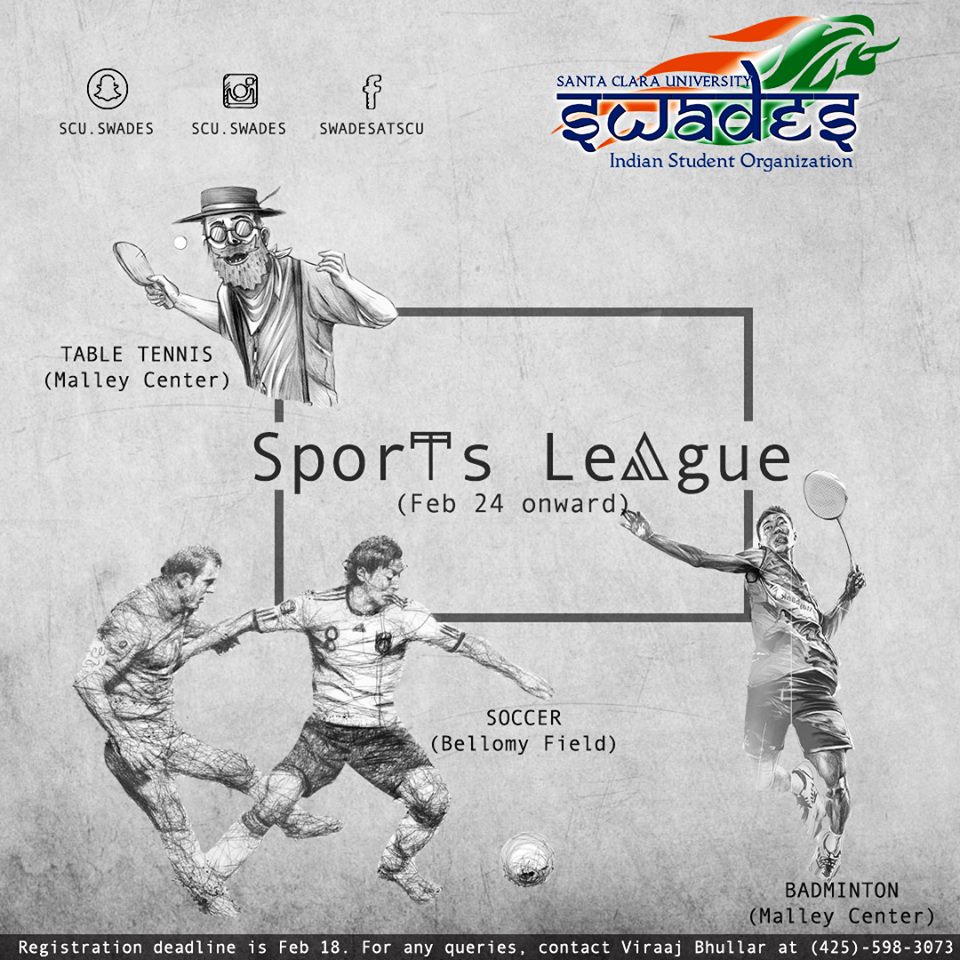 SCU.SWADES
SCU.SWADES
SWADESATSCU
SANTA CLARA UNIVERSITY
swades
Indian Student Organization
TABLE TENNIS
(Malley Center)
Sports League
(Feb 24 onward)
8
SOCCER
(Bellomy Field)
BADMINTON
(Malley Center)
Registration deadline is Feb 18. For any queries, contact Viraaj Bhullar at (425)-598-3073